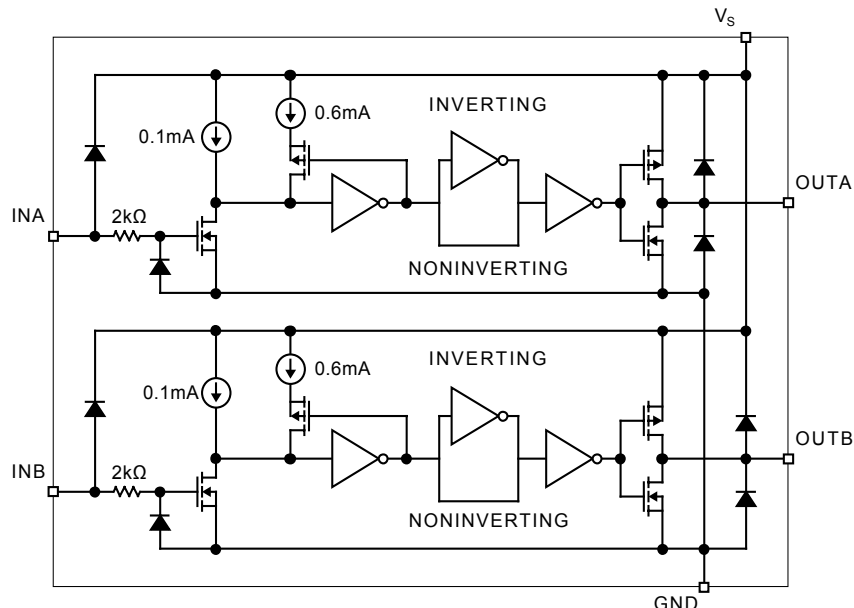 VS
INVERTING
0.6mA
0.1mA
OUTA
INA
2kΩ
NONINVERTING
INVERTING
0.6mA
0.1mA
OUTB
INB
2kΩ
NONINVERTING
GND